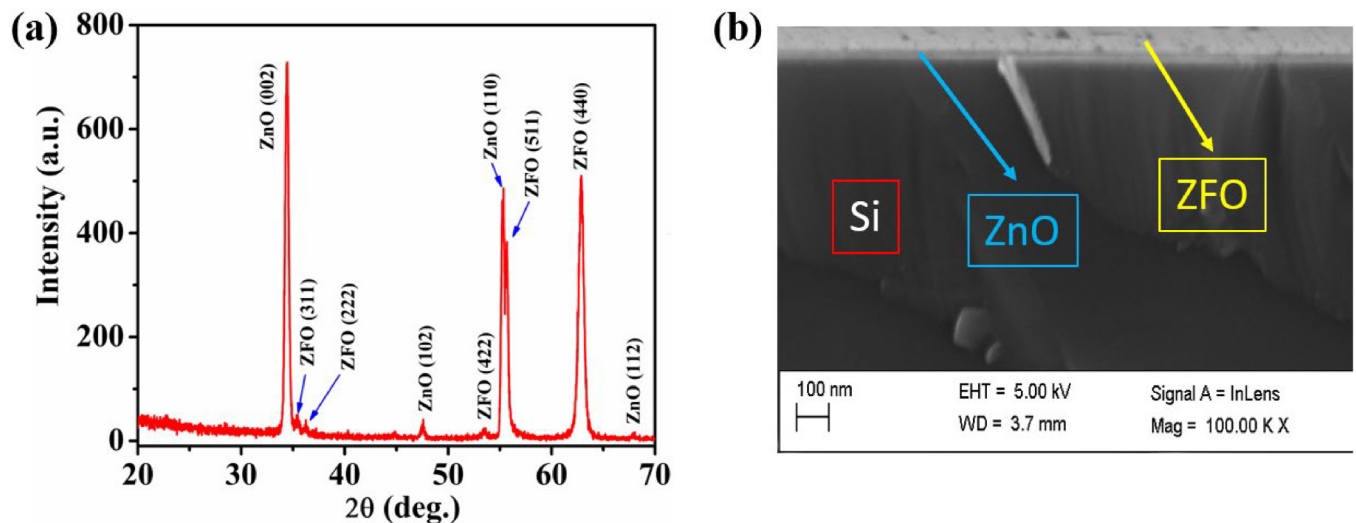 (a)
800
600
400
200
0
Intensity (a.u.)
ZnO (002)
ZFO (311)
ZFO (222)
ZnO (102)
ZFO (422)
ZnO (110)
ZFO (511)
ZFO (440)
ZnO (112)
20 30 40 50 60 70
2θ (deg.)
(b)
Si
ZnO
ZFO
100 nm
EHT = 5.00 kV
Signal A = InLens
WD = 3.7 mm
Mag = 100.00 K X